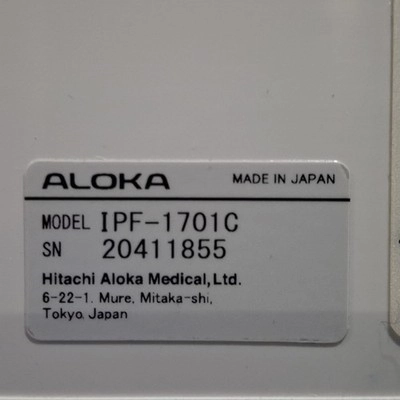 ALOKA MADE IN JAPAN
MODEL IPF-1701C
SN 20411855
Hitachi Aloka Medical,Ltd.
6-22-1. Mure, Mitaka-shi,
Tokyo. Japan